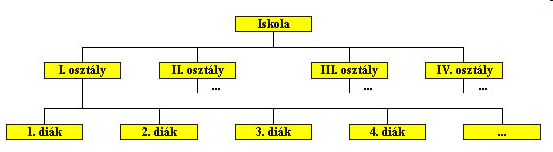 Iskola
I. osztály II. osztály III. osztály IV. osztály
... ... ...
1. diák 2. diák 3. diák 4. diák ...